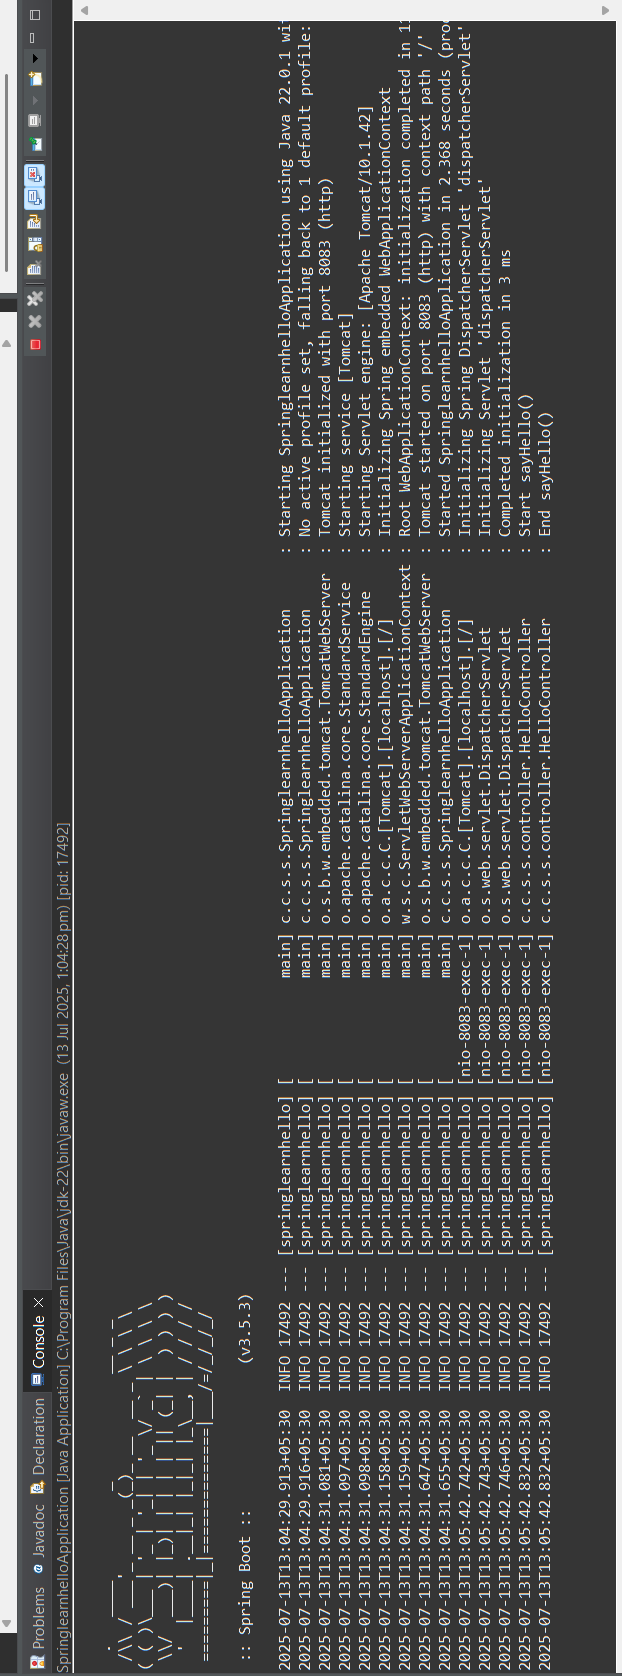 Problems @ Javadoc Declaration Console ×
SpringlearnhelloApplication [Java Application] C:\Program Files\Java\jdk-22\bin\javaw.exe (13 Jul 2025, 1:04:28 pm) [pid: 17492]
  .   ____          _            __ _ _
 /\\ / ___'_ __ _ _(_)_ __  __ _ \ \ \ \
( ( )\___ | '_ | '_| | '_ \/ _` | \ \ \ \
 \\/  ___)| |_)| | | | | || (_| |  ) ) ) )
  '  |____| .__|_| |_|_| |_\__, | / / / /
 =========|_|==============|___/=/_/_/_/
 :: Spring Boot ::                (v3.5.3)
2025-07-13T13:04:29.913+05:30  INFO 17492 --- [springlearnhello] [           main] c.c.s.s.SpringlearnhelloApplication      : Starting SpringlearnhelloApplication using Java 22.0.1 wi
2025-07-13T13:04:29.916+05:30  INFO 17492 --- [springlearnhello] [           main] c.c.s.s.SpringlearnhelloApplication      : No active profile set, falling back to 1 default profile:
2025-07-13T13:04:31.081+05:30  INFO 17492 --- [springlearnhello] [           main] o.s.b.w.embedded.tomcat.TomcatWebServer  : Tomcat initialized with port 8083 (http)
2025-07-13T13:04:31.097+05:30  INFO 17492 --- [springlearnhello] [           main] o.apache.catalina.core.StandardService   : Starting service [Tomcat]
2025-07-13T13:04:31.098+05:30  INFO 17492 --- [springlearnhello] [           main] o.apache.catalina.core.StandardEngine    : Starting Servlet engine: [Apache Tomcat/10.1.42]
2025-07-13T13:04:31.158+05:30  INFO 17492 --- [springlearnhello] [           main] o.a.c.c.C.[Tomcat].[localhost].[/]       : Initializing Spring embedded WebApplicationContext
2025-07-13T13:04:31.159+05:30  INFO 17492 --- [springlearnhello] [           main] w.s.c.ServletWebServerApplicationContext : Root WebApplicationContext: initialization completed in 1
2025-07-13T13:04:31.647+05:30  INFO 17492 --- [springlearnhello] [           main] o.s.b.w.embedded.tomcat.TomcatWebServer  : Tomcat started on port 8083 (http) with context path '/'
2025-07-13T13:04:31.655+05:30  INFO 17492 --- [springlearnhello] [           main] c.c.s.s.SpringlearnhelloApplication      : Started SpringlearnhelloApplication in 2.368 seconds (pro
2025-07-13T13:05:42.742+05:30  INFO 17492 --- [springlearnhello] [nio-8083-exec-1] o.a.c.c.C.[Tomcat].[localhost].[/]       : Initializing Spring DispatcherServlet 'dispatcherServlet'
2025-07-13T13:05:42.743+05:30  INFO 17492 --- [springlearnhello] [nio-8083-exec-1] o.s.web.servlet.DispatcherServlet        : Initializing Servlet 'dispatcherServlet'
2025-07-13T13:05:42.746+05:30  INFO 17492 --- [springlearnhello] [nio-8083-exec-1] o.s.web.servlet.DispatcherServlet        : Completed initialization in 3 ms
2025-07-13T13:05:42.832+05:30  INFO 17492 --- [springlearnhello] [nio-8083-exec-1] c.c.s.s.controller.HelloController       : Start sayHello()
2025-07-13T13:05:42.832+05:30  INFO 17492 --- [springlearnhello] [nio-8083-exec-1] c.c.s.s.controller.HelloController       : End sayHello()